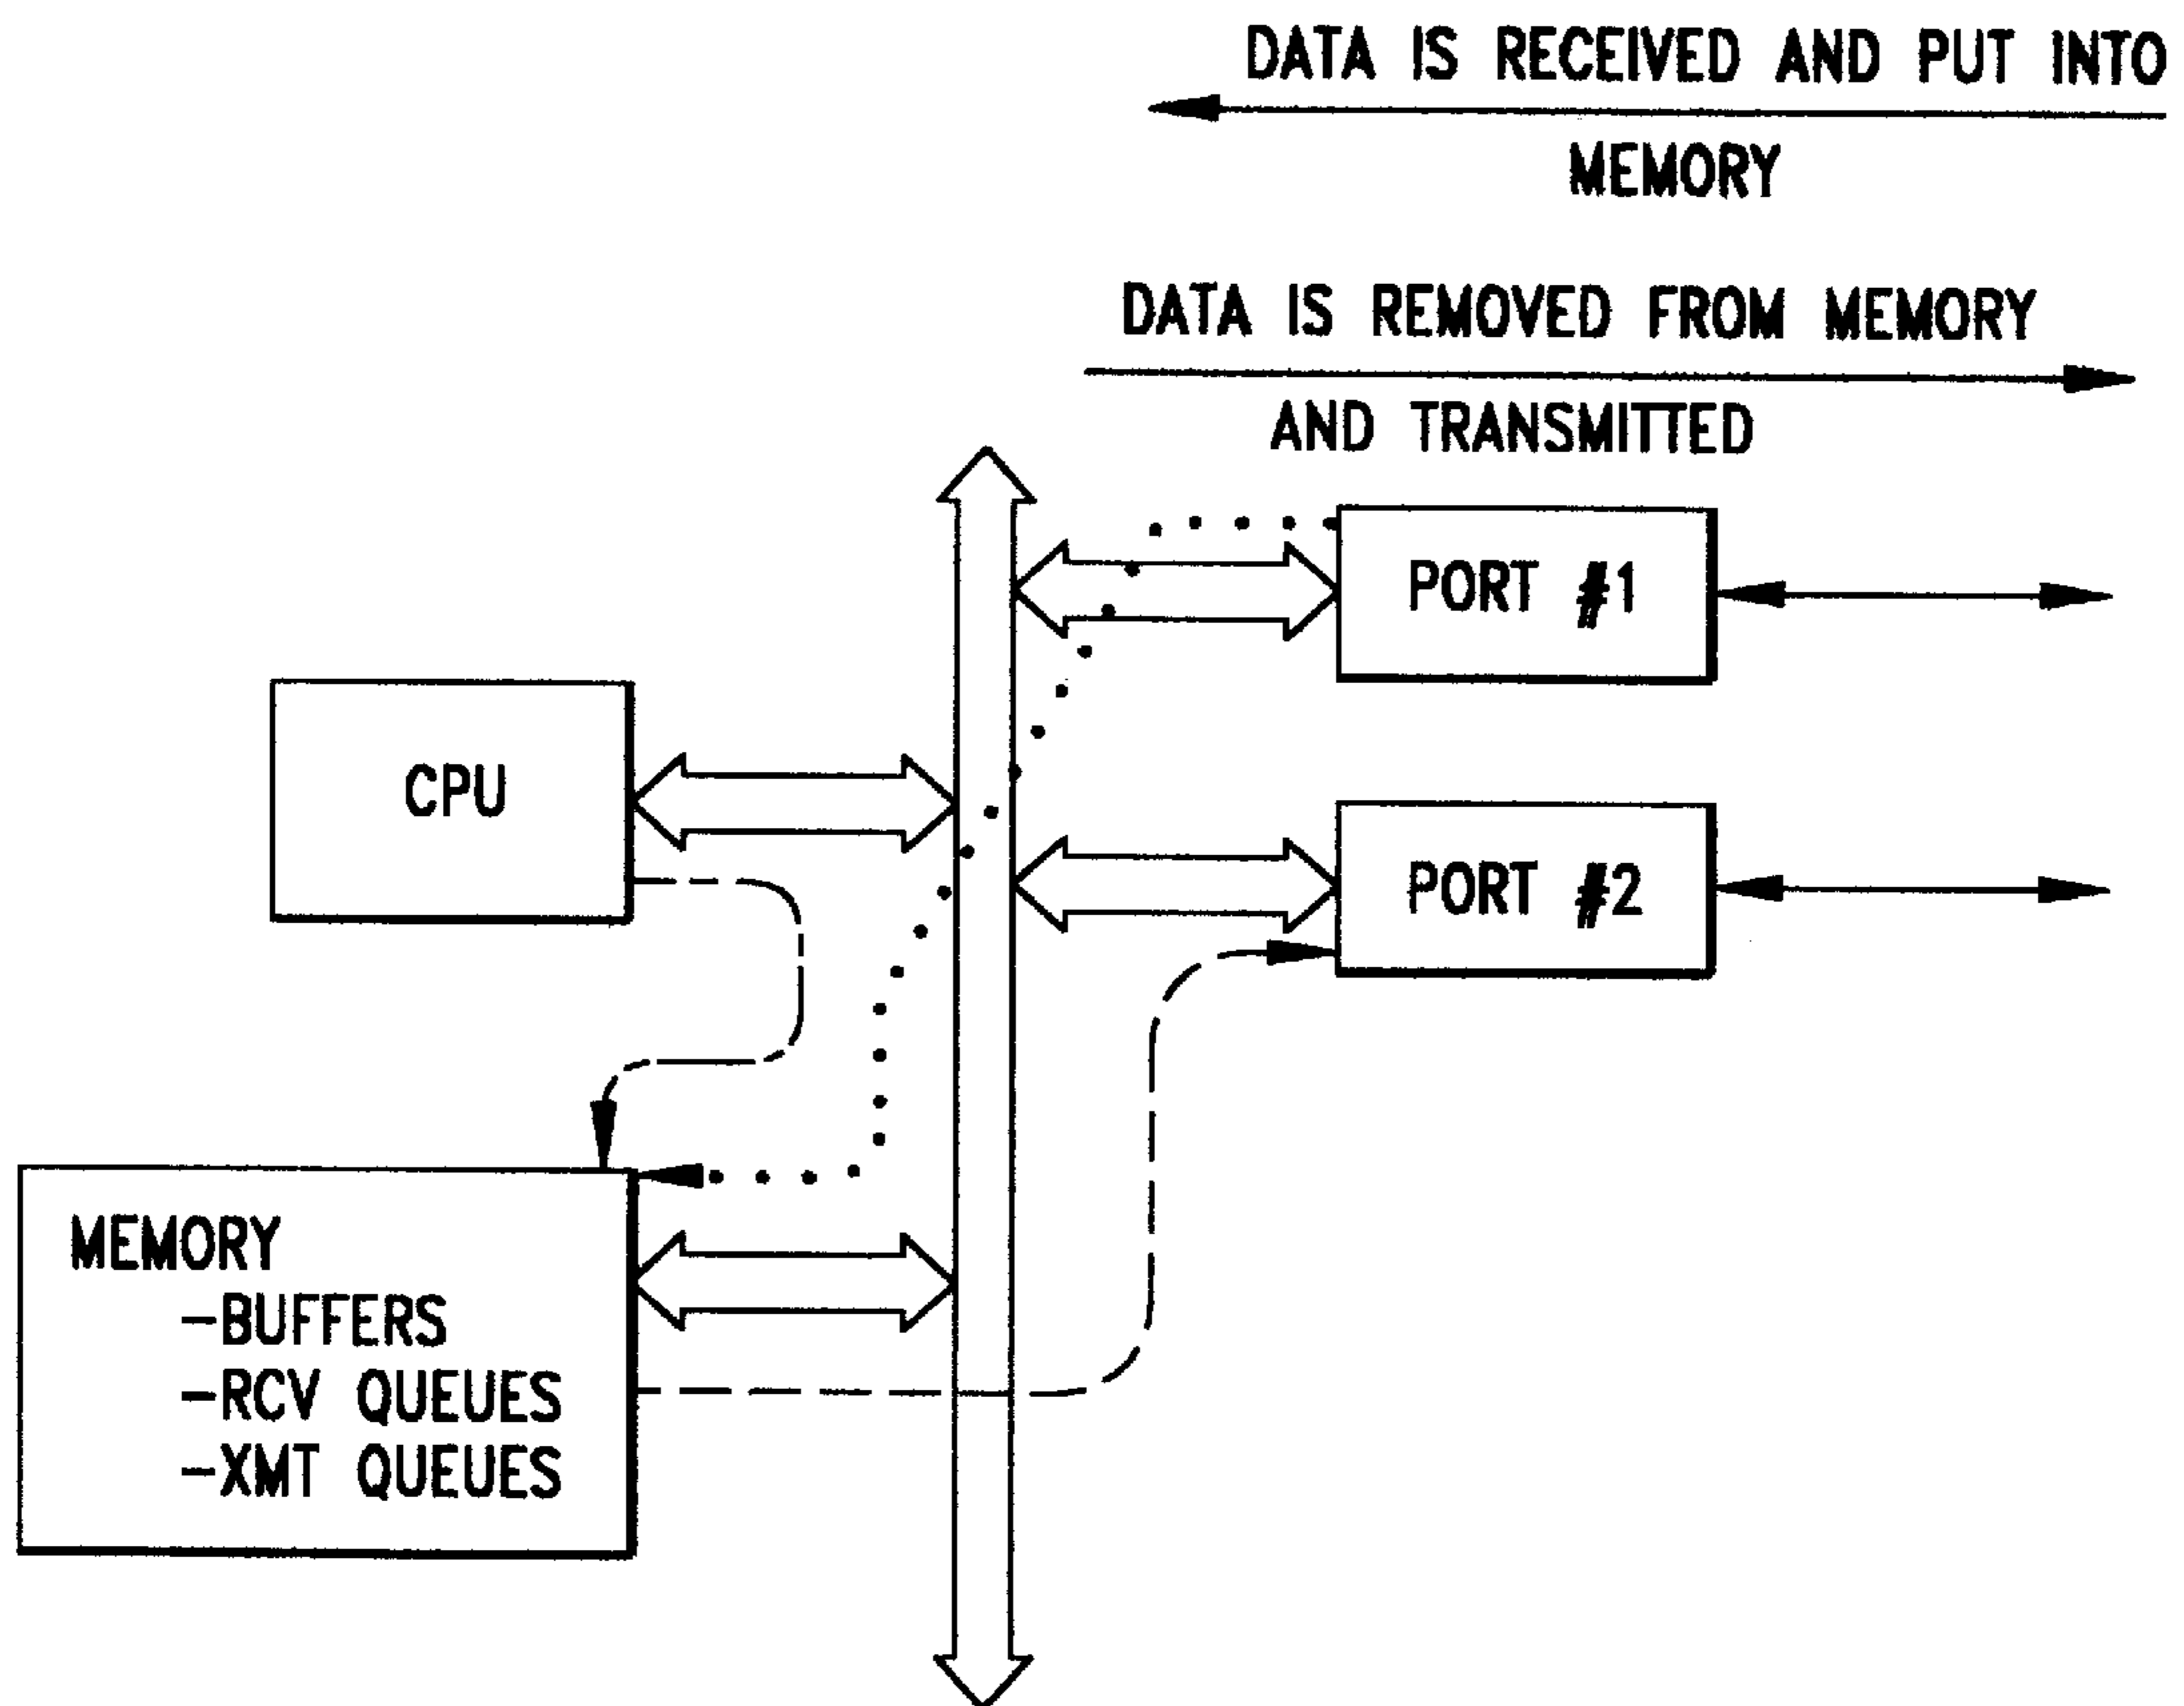 DATA IS RECEIVED AND PUT INTO
MEMORY
DATA IS REMOVED FROM MEMORY
AND TRANSMITTED
PORT #1
CPU
PORT #2
MEMORY
-BUFFERS
-RCV QUEUES
-XMT QUEUES